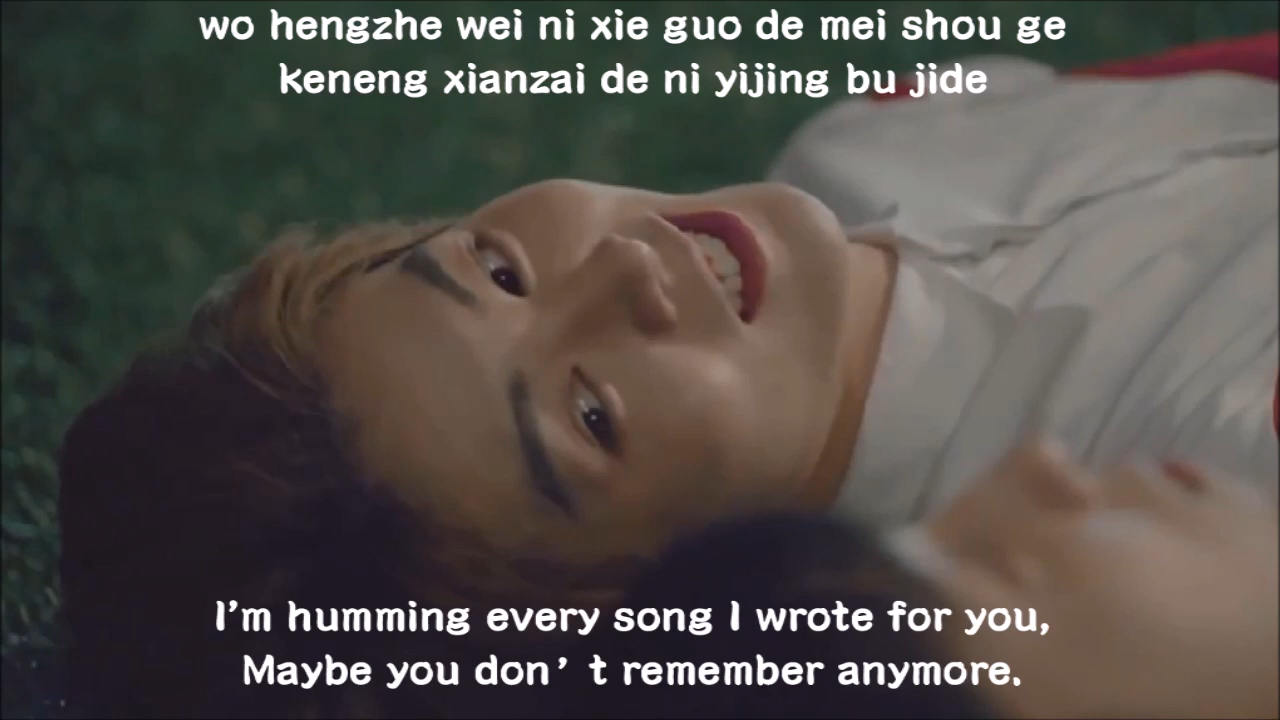 wo hengzhe wei ni xie guo de mei shou ge
keneng xianzai de ni yijing bu jide
I'm humming every song I wrote for you,
Maybe you don’ t remember anymore.